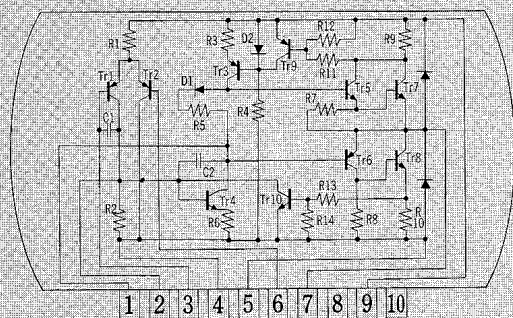 R1
R3
D2
R12
R9
Tr9
R11
Tr1
Tr2
Tr3
D1
Tr5
Tr7
R7
R5
R4
C1
C2
Tr6
Tr8
Tr4
Tr10
R13
R2
R6
R14
R8
R
10
1 2 3 4 5 6 7 8 9 10